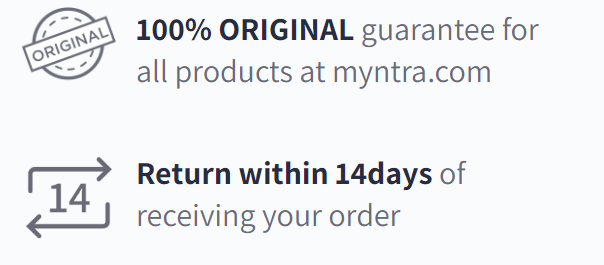 ORIGINAL
100% ORIGINAL guarantee for
all products at myntra.com
14
Return within 14days of
receiving your order